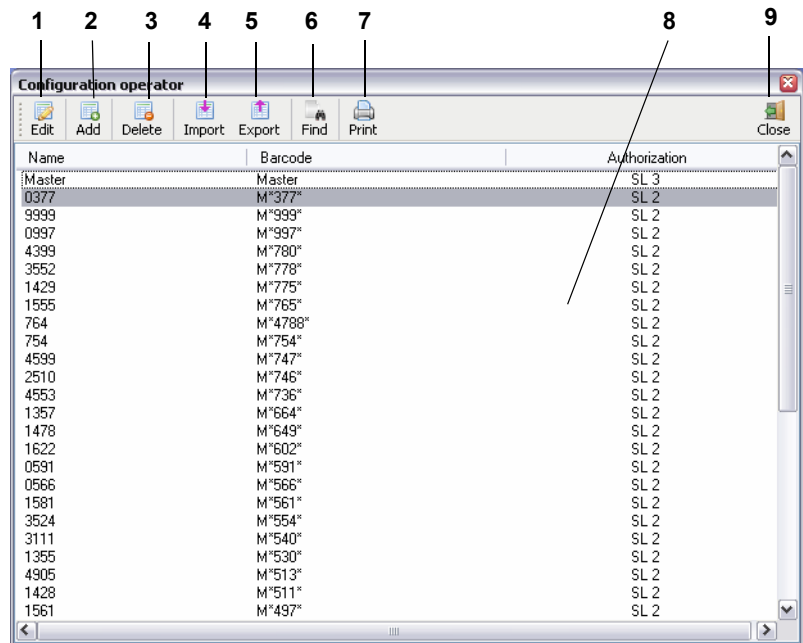 1 2 3 4 5 6 7 8 9
Configuration operator
Edit Add Delete Import Export Find Print Close
Name Barcode Authorization
Master Master SL 3
0377 M*377* SL 2
9999 M*999* SL 2
0997 M*997* SL 2
4399 M*780* SL 2
3552 M*778* SL 2
1429 M*775* SL 2
1555 M*765* SL 2
764 M*4788* SL 2
754 M*754* SL 2
4599 M*747* SL 2
2510 M*746* SL 2
4553 M*736* SL 2
1357 M*664* SL 2
1478 M*649* SL 2
1622 M*602* SL 2
0591 M*591* SL 2
0566 M*566* SL 2
1581 M*561* SL 2
3524 M*554* SL 2
3111 M*540* SL 2
1355 M*530* SL 2
4905 M*513* SL 2
1428 M*511* SL 2
1561 M*497* SL 2